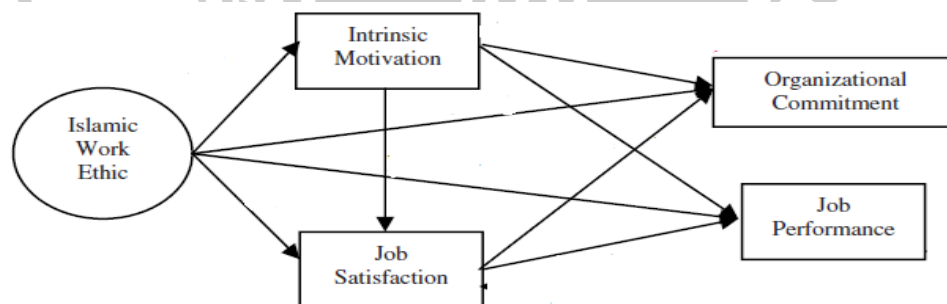 Intrinsic
Motivation
Organizational
Commitment
Islamic
Work
Ethic
Job
Performance
Job
Satisfaction